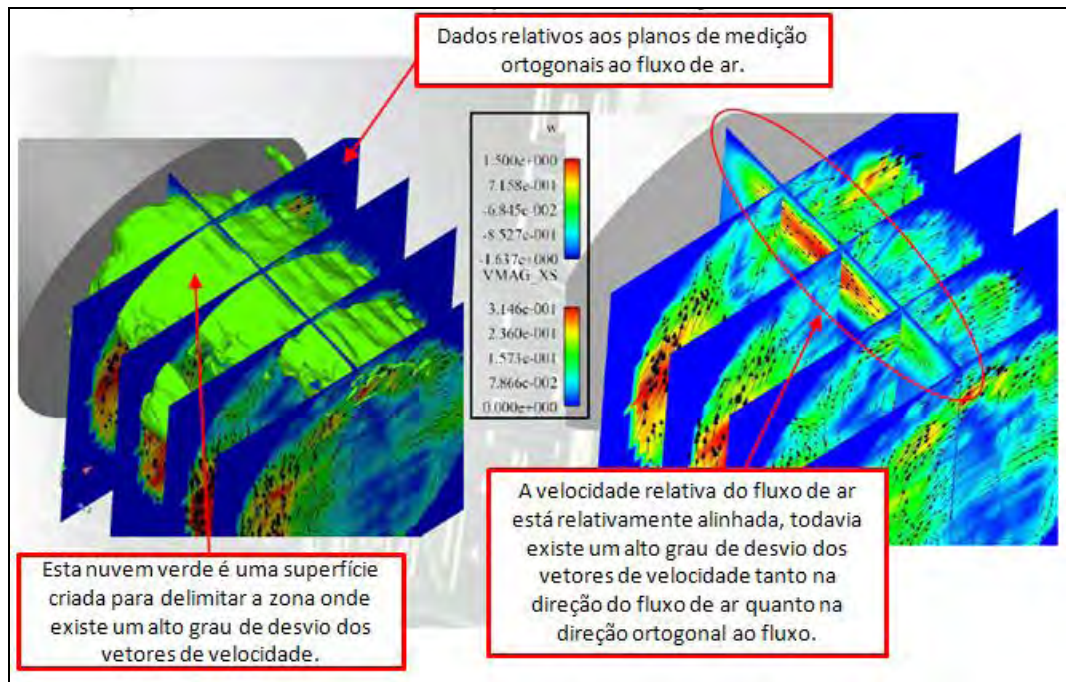 Dados relativos aos planos de medição
ortogonais ao fluxo de ar.
w
1.500e+000
7.158e-001
-6.845e-002
-8.527e-001
-1.637e+000
VMAG_XS
3.146e-001
2.360e-001
1.573e-001
7.866e-002
0.000e+000
A velocidade relativa do fluxo de ar
está relativamente alinhada, todavia
existe um alto grau de desvio dos
vetores de velocidade tanto na
direção do fluxo de ar quanto na
direção ortogonal ao fluxo.
Esta nuvem verde é uma superfície
criada para delimitar a zona onde
existe um alto grau de desvio dos
vetores de velocidade.